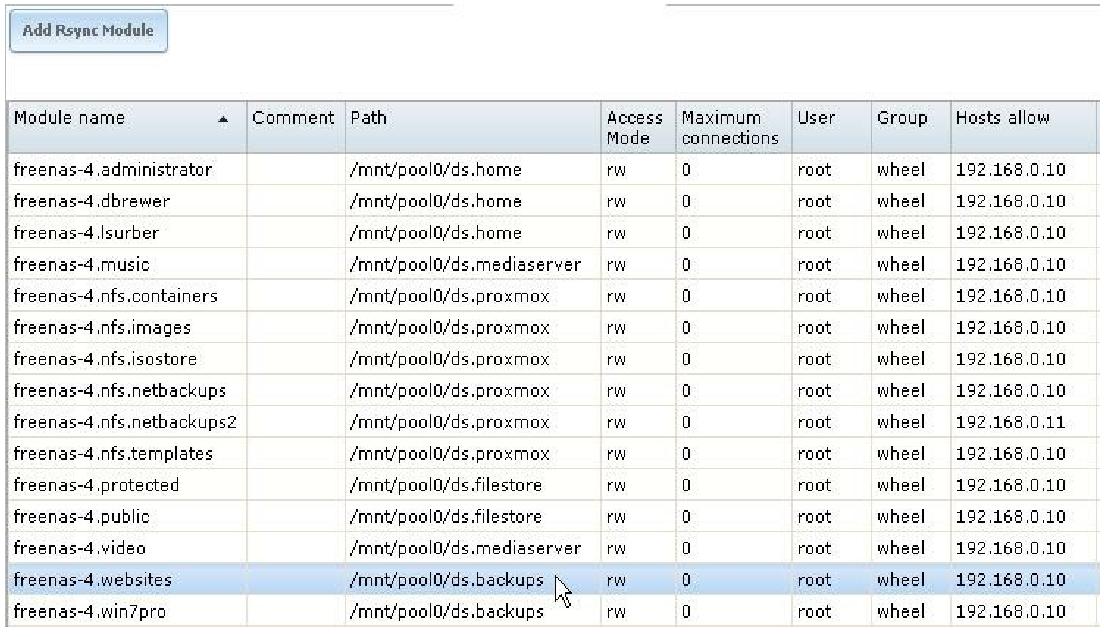 Add Rsync Module
Module name Comment Path Access Mode Maximum connections User Group Hosts allow
freenas-4.administrator /mnt/pool0/ds.home rw 0 root wheel 192.168.0.10
freenas-4.dbrewer /mnt/pool0/ds.home rw 0 root wheel 192.168.0.10
freenas-4.lsurber /mnt/pool0/ds.home rw 0 root wheel 192.168.0.10
freenas-4.music /mnt/pool0/ds.mediaserver rw 0 root wheel 192.168.0.10
freenas-4.nfs.containers /mnt/pool0/ds.proxmox rw 0 root wheel 192.168.0.10
freenas-4.nfs.images /mnt/pool0/ds.proxmox rw 0 root wheel 192.168.0.10
freenas-4.nfs.isostore /mnt/pool0/ds.proxmox rw 0 root wheel 192.168.0.10
freenas-4.nfs.netbackups /mnt/pool0/ds.proxmox rw 0 root wheel 192.168.0.10
freenas-4.nfs.netbackups2 /mnt/pool0/ds.proxmox rw 0 root wheel 192.168.0.11
freenas-4.nfs.templates /mnt/pool0/ds.proxmox rw 0 root wheel 192.168.0.10
freenas-4.protected /mnt/pool0/ds.filestore rw 0 root wheel 192.168.0.10
freenas-4.public /mnt/pool0/ds.filestore rw 0 root wheel 192.168.0.10
freenas-4.video /mnt/pool0/ds.mediaserver rw 0 root wheel 192.168.0.10
freenas-4.websites /mnt/pool0/ds.backups rw 0 root wheel 192.168.0.10
freenas-4.win7pro /mnt/pool0/ds.backups rw 0 root wheel 192.168.0.10